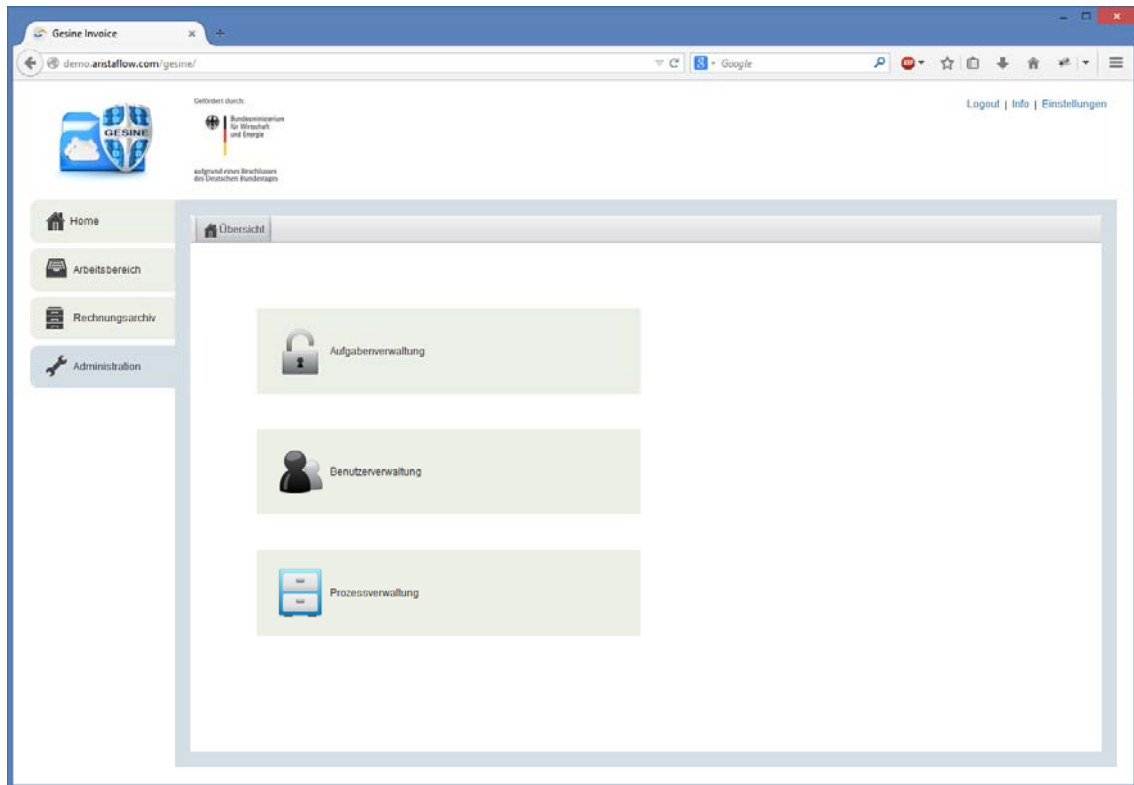 Gesine Invoice
demo.aristaflow.com/gesine/
Google
GESINE
Gefördert durch:
Bundesministerium
für Wirtschaft
und Energie
aufgrund eines Beschlusses
des Deutschen Bundestages
Logout | Info | Einstellungen
Home
Arbeitsbereich
Rechnungsarchiv
Administration
Übersicht
Aufgabenverwaltung
Benutzerverwaltung
Prozessverwaltung